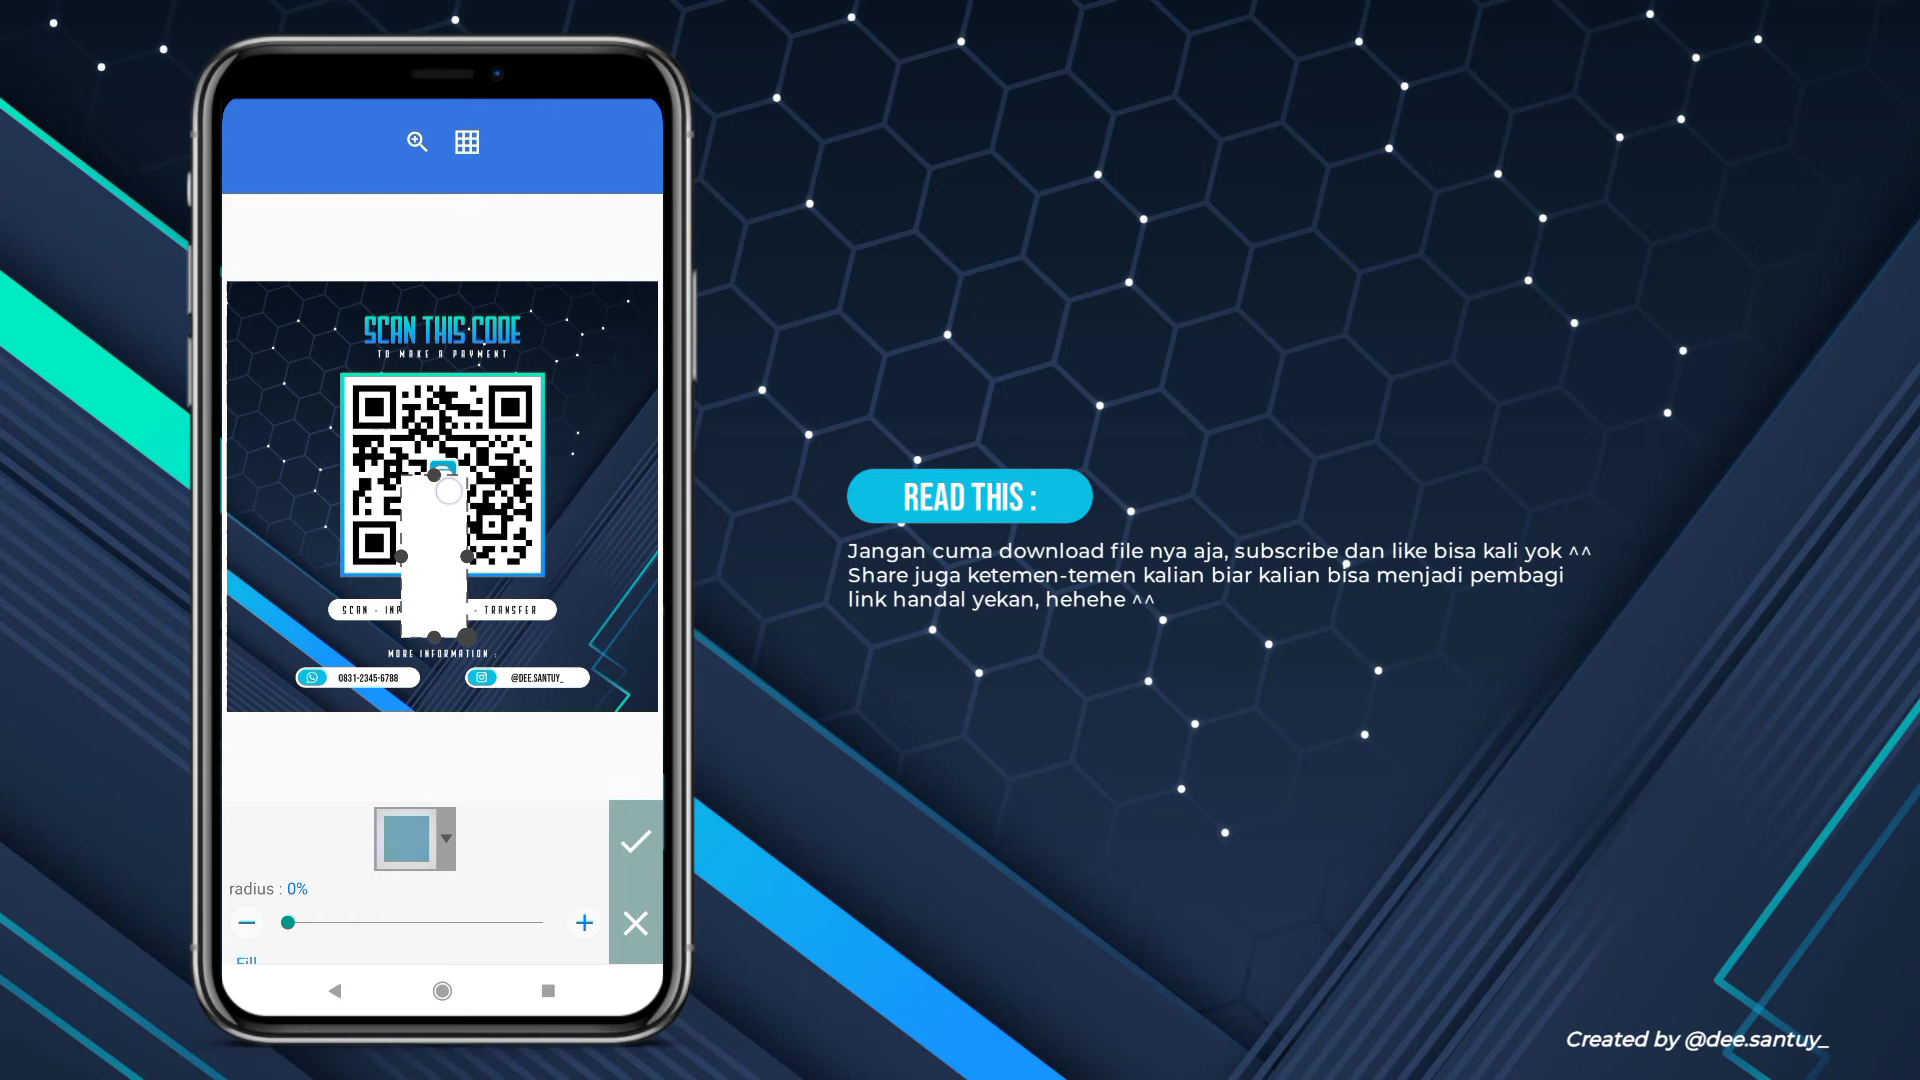 SCAN THIS CODE
TO MAKE A PAYMENT
SCAN - - TRANSFER
MORE INFORMATION :
0831-2345-6788
@DEE.SANTUY_
radius : 0%
Fill
READ THIS :
Jangan cuma download file nya aja, subscribe dan like bisa kali yok ^^
Share juga ketemen-temen kalian biar kalian bisa menjadi pembagi
link handal yekan, hehehe ^^
Created by @dee.santuy_